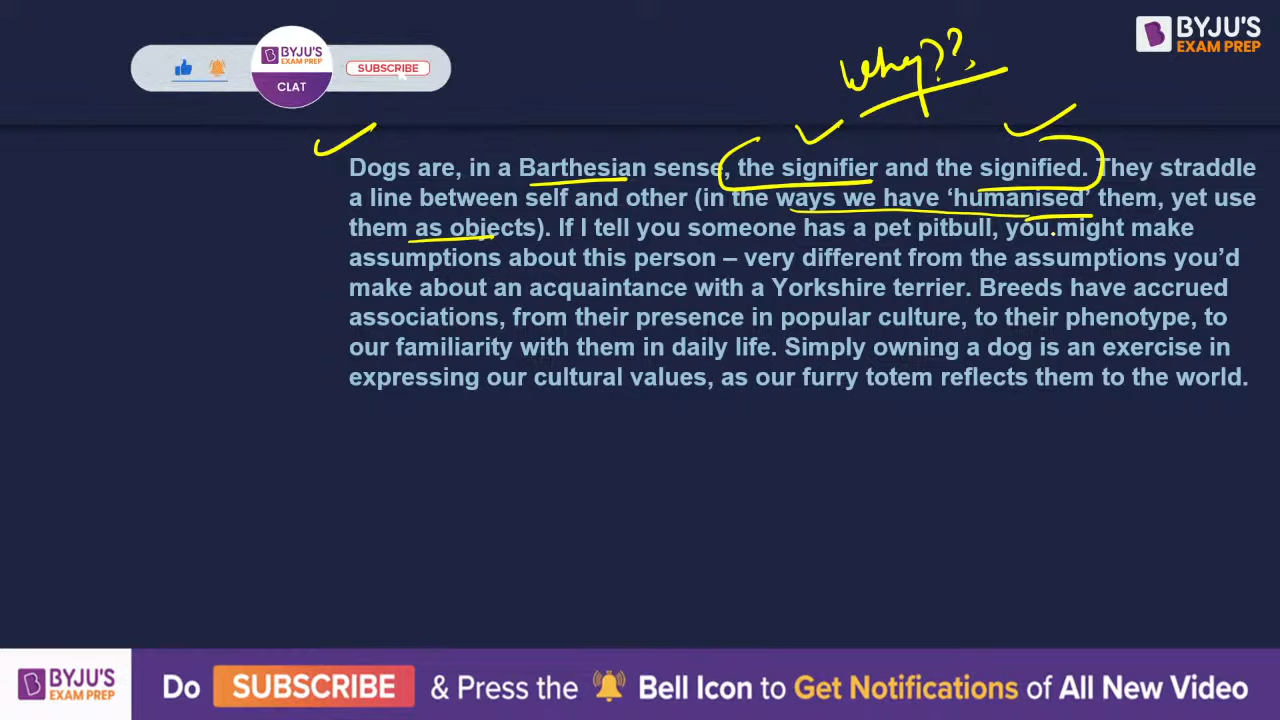 BYJU'S
EXAM PREP
CLAT
SUBSCRIBE
BYJU'S
EXAM PREP
Why??
Dogs are, in a Barthesian sense, the signifier and the signified. They straddle
a line between self and other (in the ways we have ‘humanised’ them, yet use
them as objects). If I tell you someone has a pet pitbull, you might make
assumptions about this person – very different from the assumptions you’d
make about an acquaintance with a Yorkshire terrier. Breeds have accrued
associations, from their presence in popular culture, to their phenotype, to
our familiarity with them in daily life. Simply owning a dog is an exercise in
expressing our cultural values, as our furry totem reflects them to the world.
BYJU'S
EXAM PREP
Do SUBSCRIBE & Press the Bell Icon to Get Notifications of All New Video